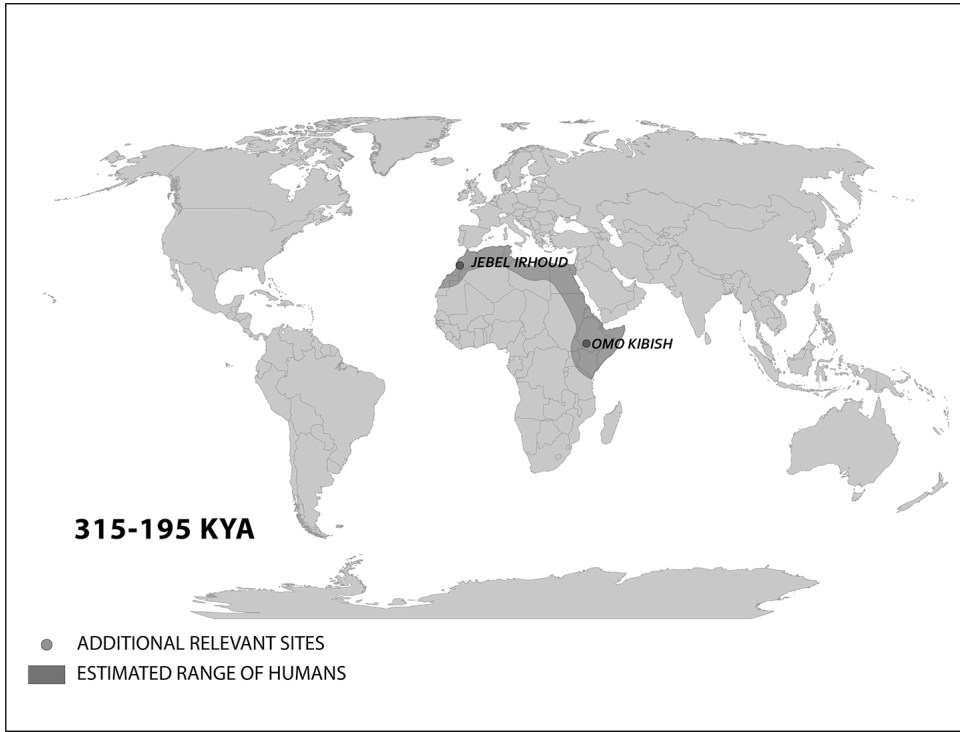 JEBEL IRHOUD
OMO KIBISH
315-195 KYA
ADDITIONAL RELEVANT SITES
ESTIMATED RANGE OF HUMANS